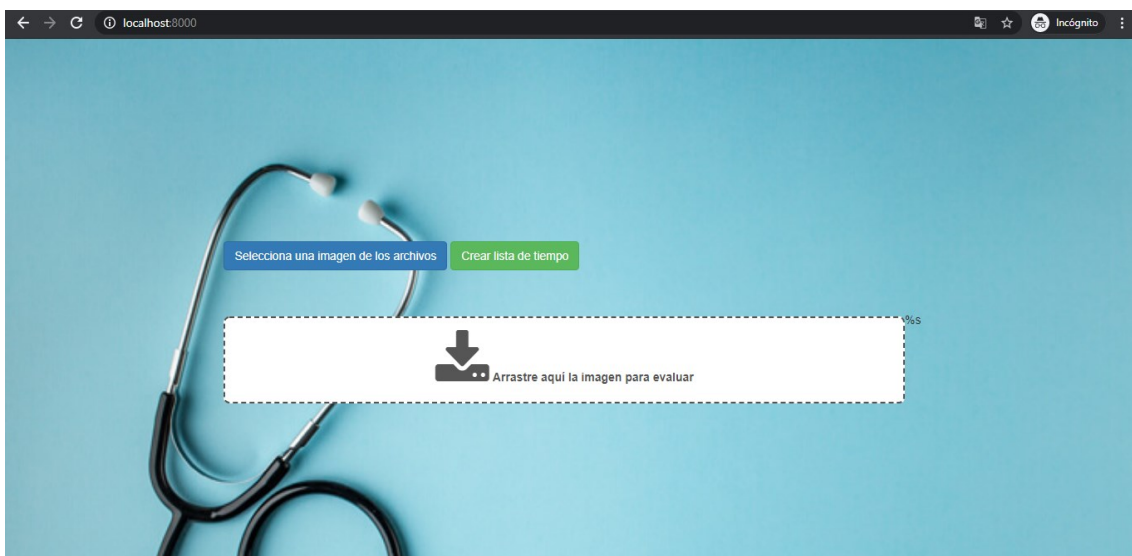 localhost:8000
Incógnito
Selecciona una imagen de los archivos
Crear lista de tiempo
%s
Arrastre aquí la imagen para evaluar